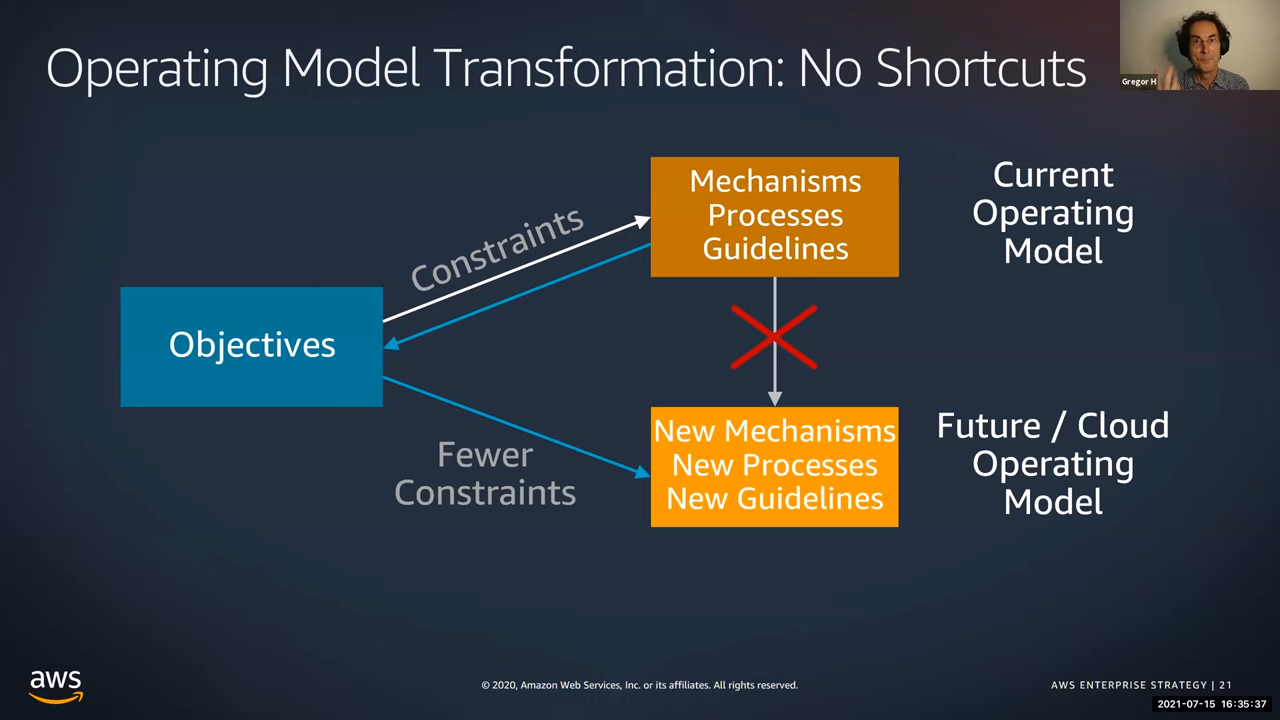 Operating Model Transformation: No Shortcuts
Gregor H
Mechanisms
Processes
Guidelines
Current
Operating
Model
Constraints
Objectives
Fewer
Constraints
New Mechanisms
New Processes
New Guidelines
Future / Cloud
Operating
Model
aws
© 2020, Amazon Web Services, Inc. or its affiliates. All rights reserved.
AWS ENTERPRISE STRATEGY | 21
2021-07-15 16:35:37